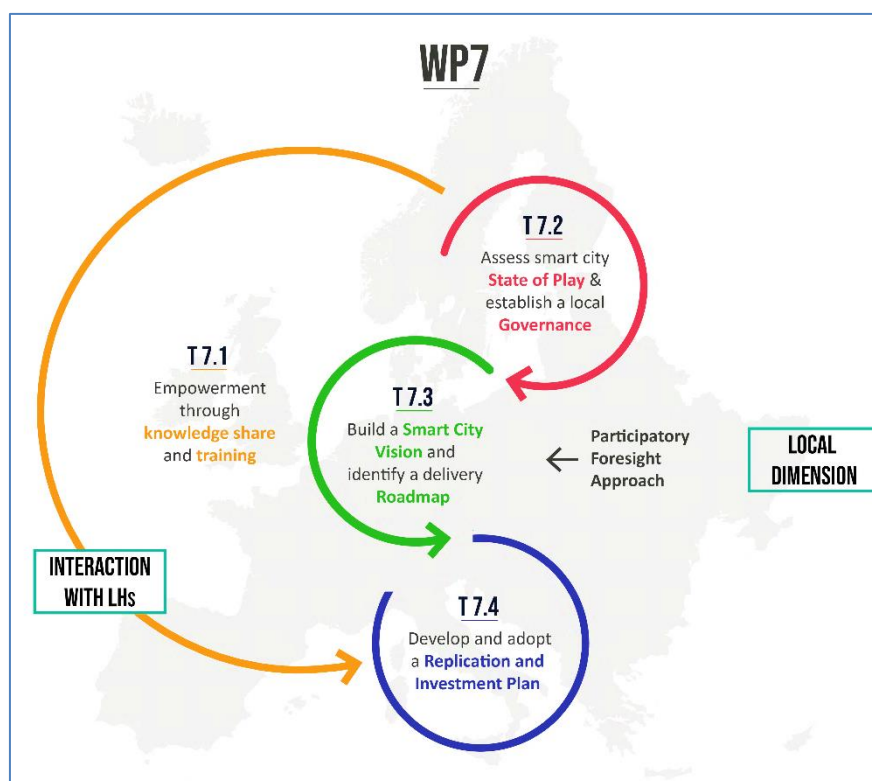 WP7
T 7.2
Assess smart city
State of Play &
establish a local
Governance
T 7.1
Empowerment
through
knowledge share
and training
T 7.3
Build a Smart City
Vision and
identify a delivery
Roadmap
Participatory
Foresight
Approach
LOCAL
DIMENSION
INTERACTION
WITH LHs
T 7.4
Develop and adopt
a Replication and
Investment Plan